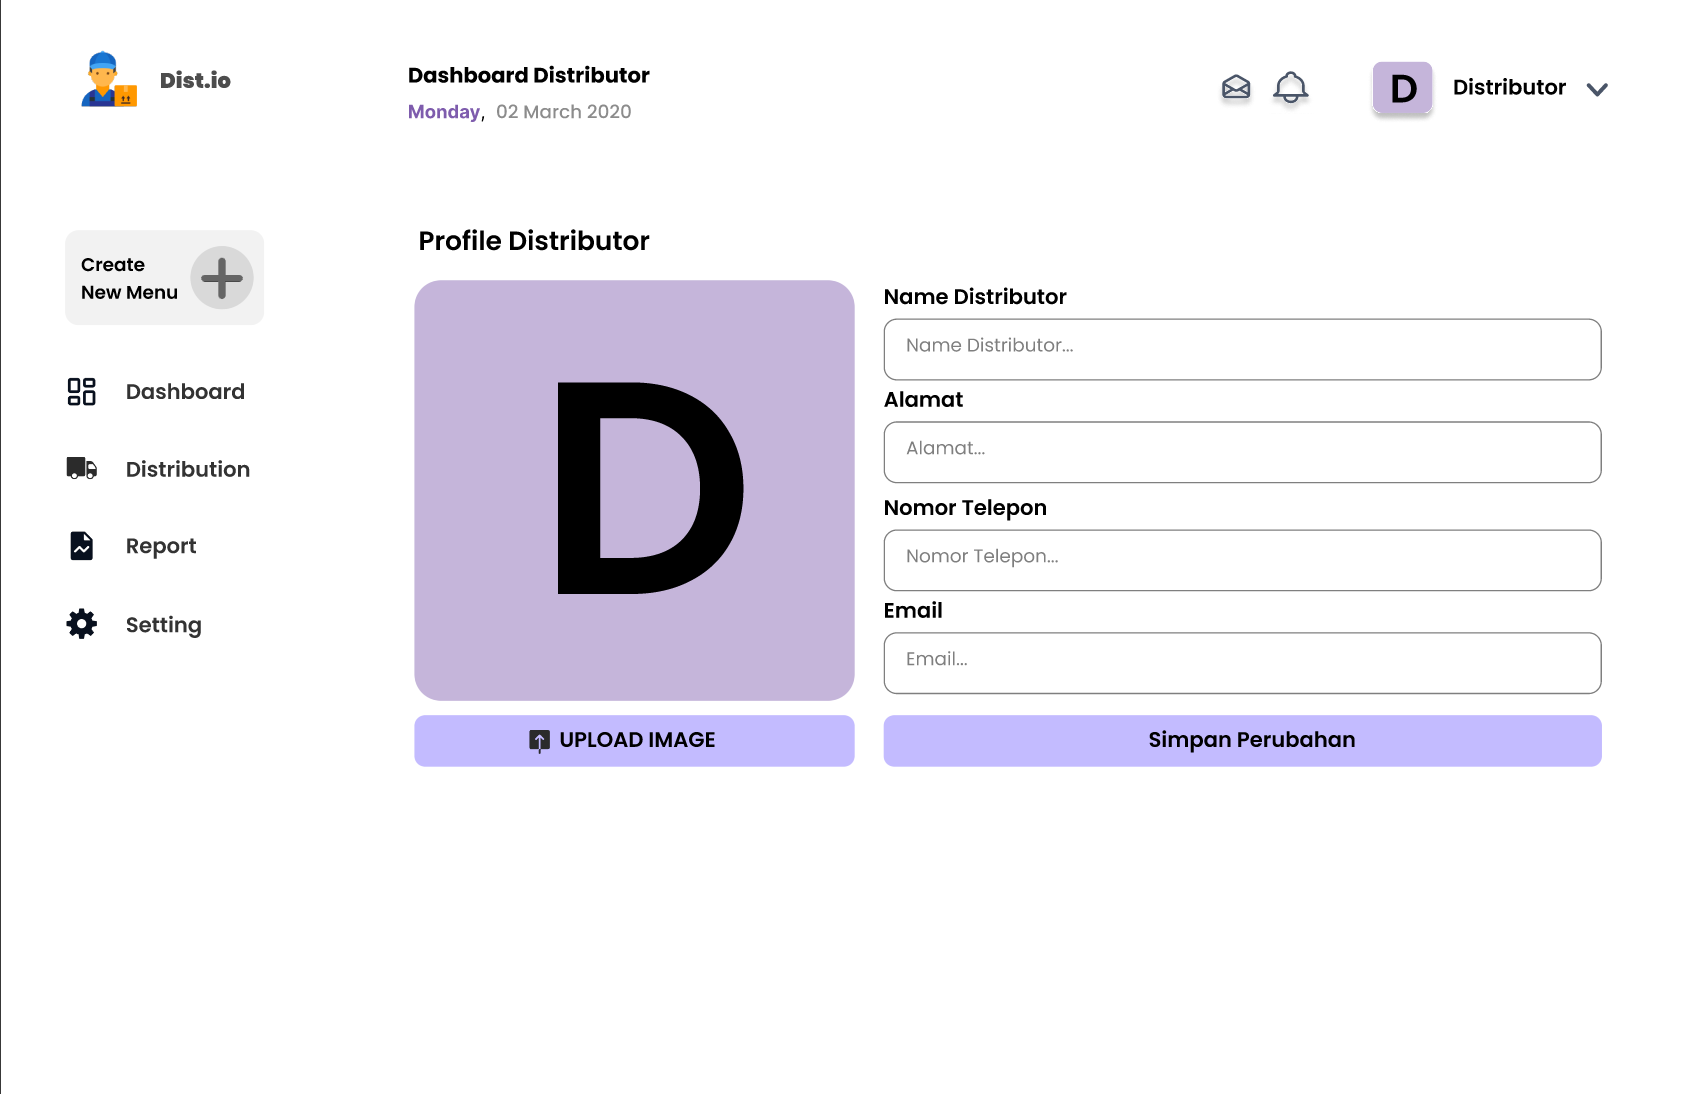 Dist.io
Dashboard Distributor
Monday, 02 March 2020
D
Distributor
Create
New Menu
Dashboard
Distribution
Report
Setting
Profile Distributor
D
UPLOAD IMAGE
Name Distributor
Name Distributor...
Alamat
Alamat...
Nomor Telepon
Nomor Telepon...
Email
Email...
Simpan Perubahan